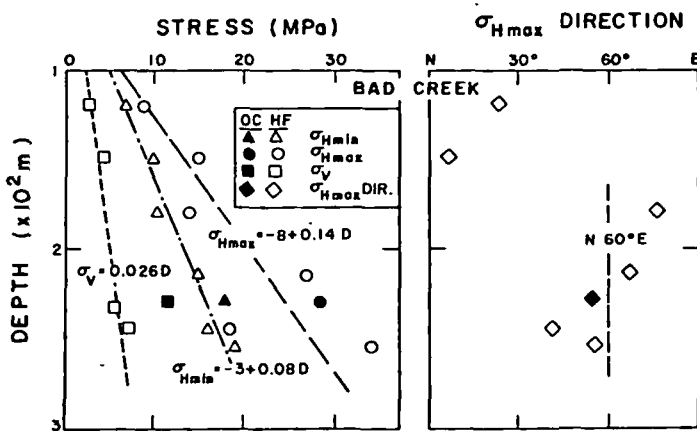 STRESS (MPa)
σHmax DIRECTION
0 10 20 30
N 30° 60° E
BAD CREEK
OC HF
σHmin
σHmax
σV
σHmax DIR.
1
2
3
DEPTH (x10² m)
σHmax=-8+0.14 D
σV=0.026D
σHmin=-3+0.08 D
N 60°E